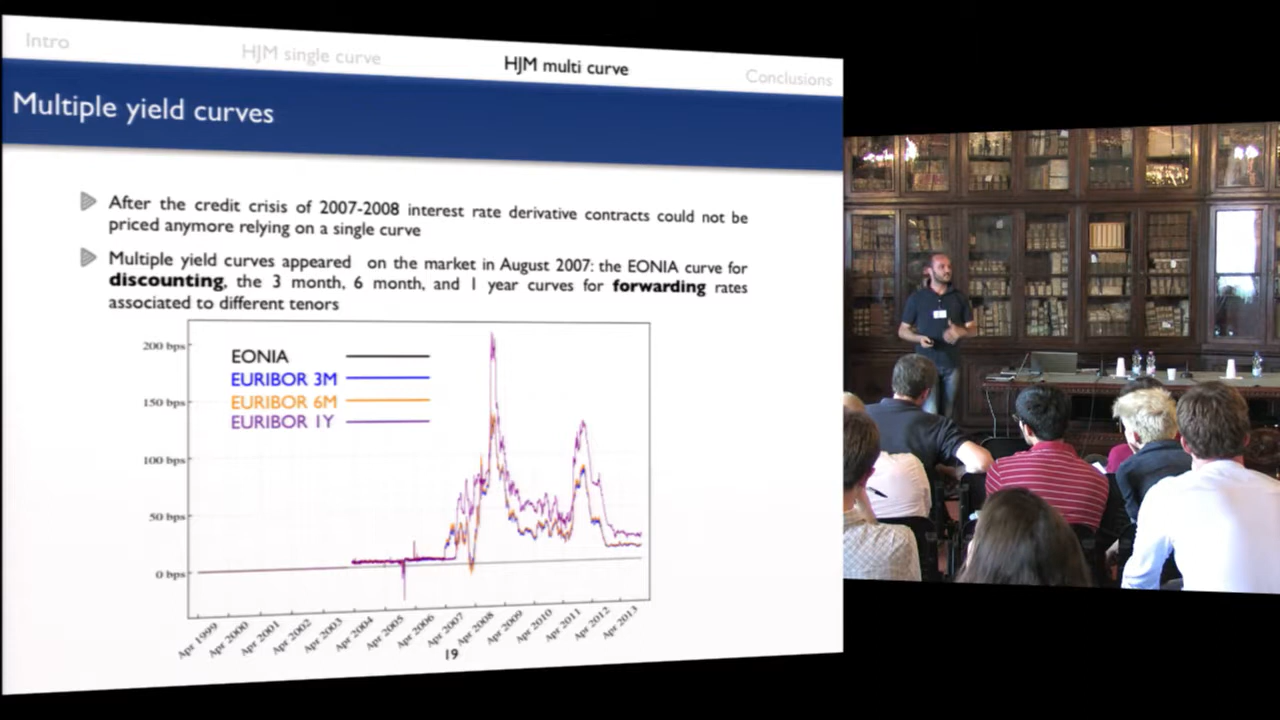 Intro
HJM single curve
HJM multi curve
Conclusions
Multiple yield curves
After the credit crisis of 2007-2008 interest rate derivative contracts could not be
priced anymore relying on a single curve
Multiple yield curves appeared on the market in August 2007: the EONIA curve for
discounting, the 3 month, 6 month, and 1 year curves for forwarding rates
associated to different tenors
200 bps
150 bps
100 bps
50 bps
0 bps
EONIA
EURIBOR 3M
EURIBOR 6M
EURIBOR 1Y
Apr 1999
Apr 2000
Apr 2001
Apr 2002
Apr 2003
Apr 2004
Apr 2005
Apr 2006
Apr 2007
Apr 2008
Apr 2009
Apr 2010
Apr 2011
Apr 2012
Apr 2013
19